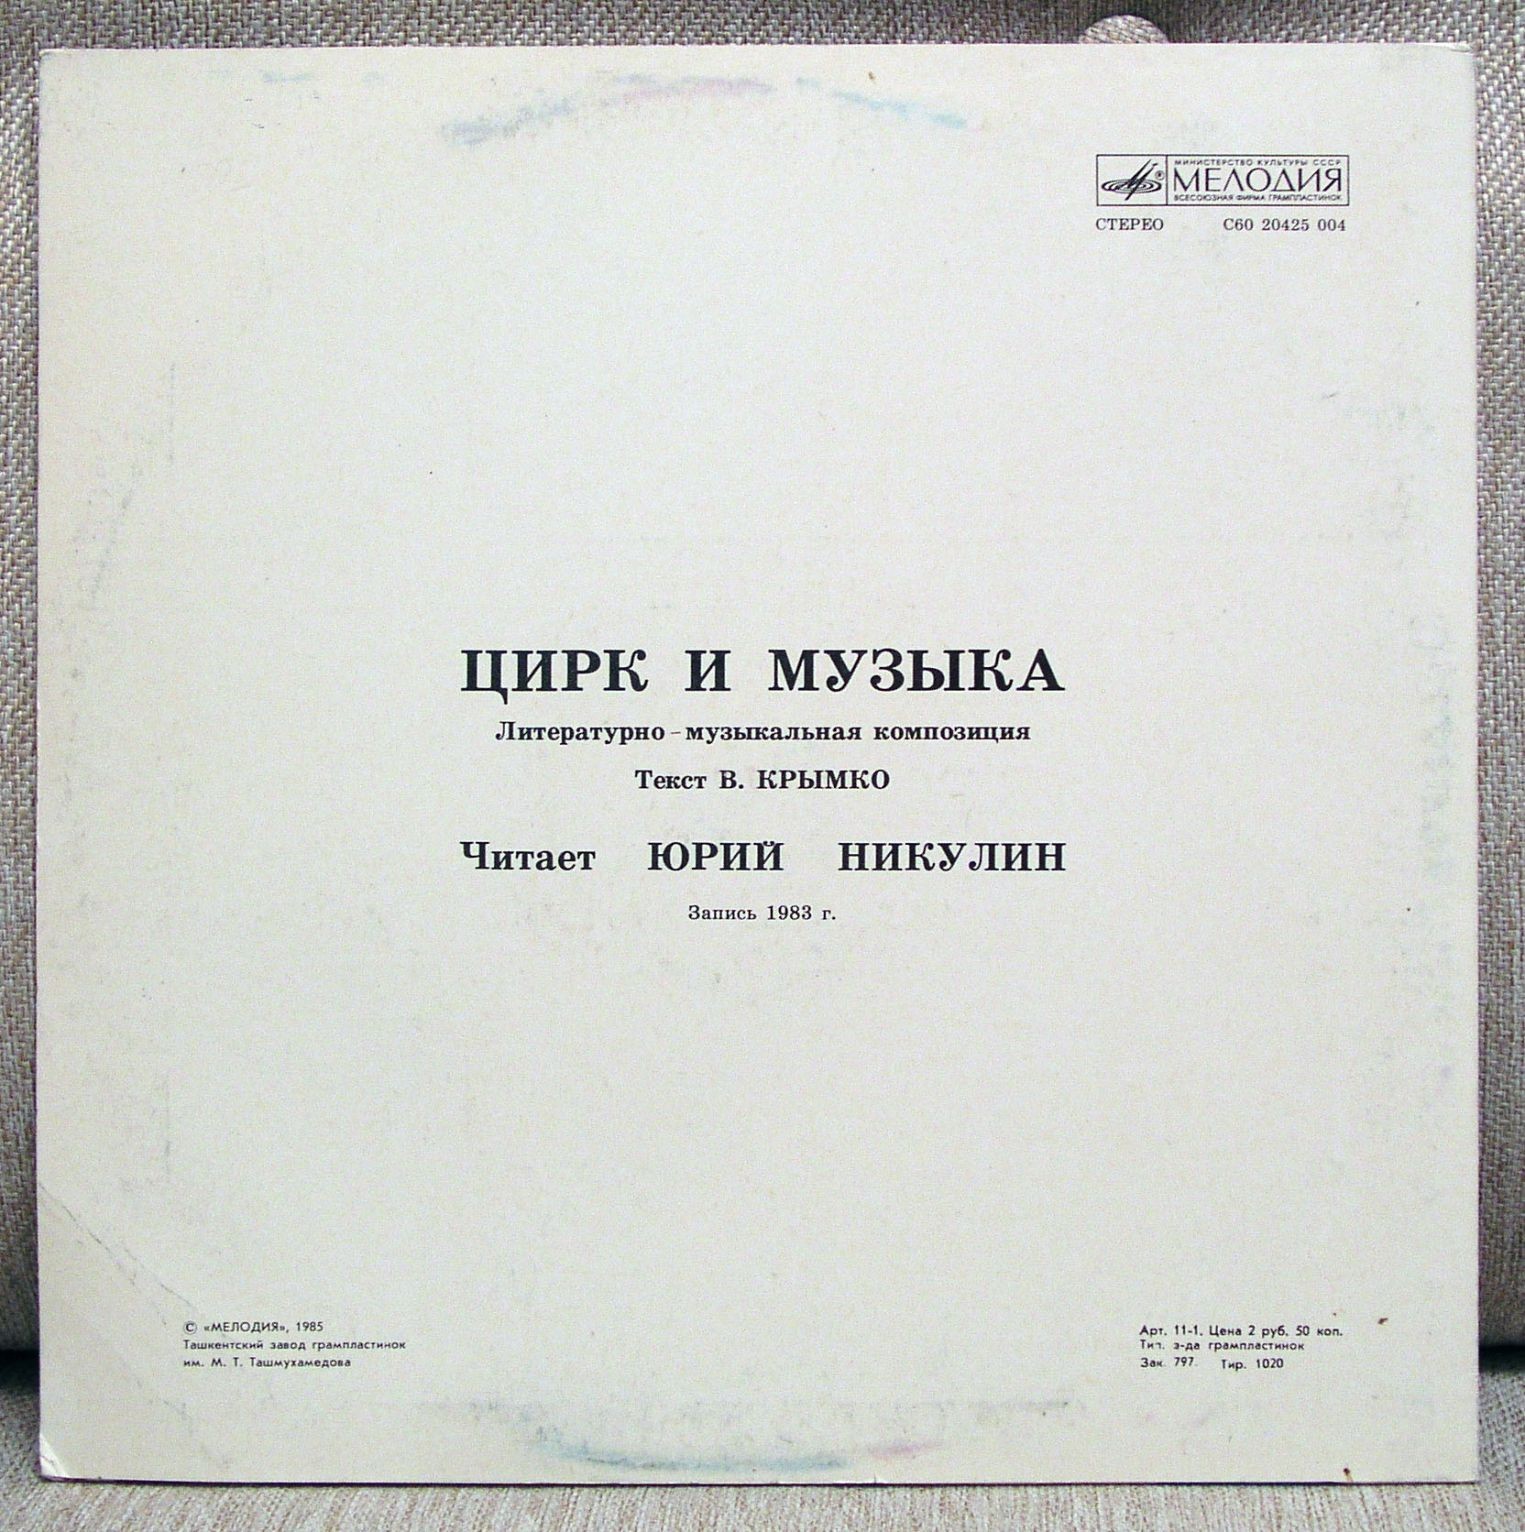 МИНИСТЕРСТВО КУЛЬТУРЫ СССР
МЕЛОДИЯ
ВСЕСОЮЗНАЯ ФИРМА ГРАМПЛАСТИНОК
СТЕРЕО С60 20425 004
ЦИРК И МУЗЫКА
Литературно-музыкальная композиция
Текст В. КРЫМКО
Читает ЮРИЙ НИКУЛИН
Запись 1983 г.
© «МЕЛОДИЯ», 1985
Ташкентский завод грампластинок
им. М. Т. Ташмухамедова
Арт. 11-1. Цена 2 руб. 50 коп.
Тип. з-да грампластинок
Зак. 797. Тир. 1020